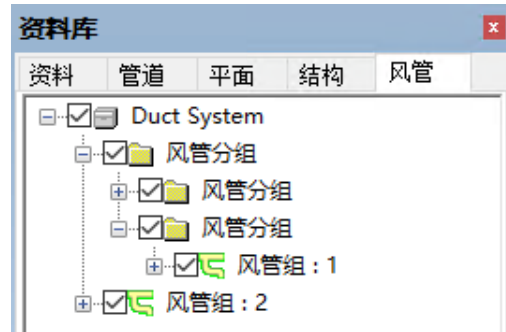 资料库
资料 管道 平面 结构 风管
Duct System
风管分组
风管分组
风管分组
风管组 : 1
风管组 : 2